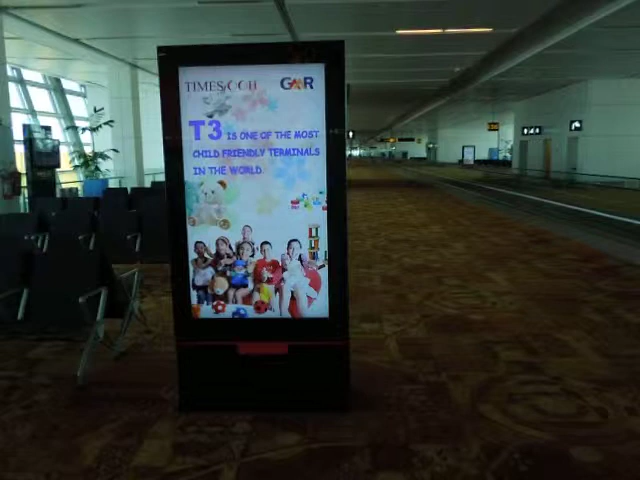 TIMES OOH
GMR
T3 IS ONE OF THE MOST
CHILD FRIENDLY TERMINALS
IN THE WORLD.